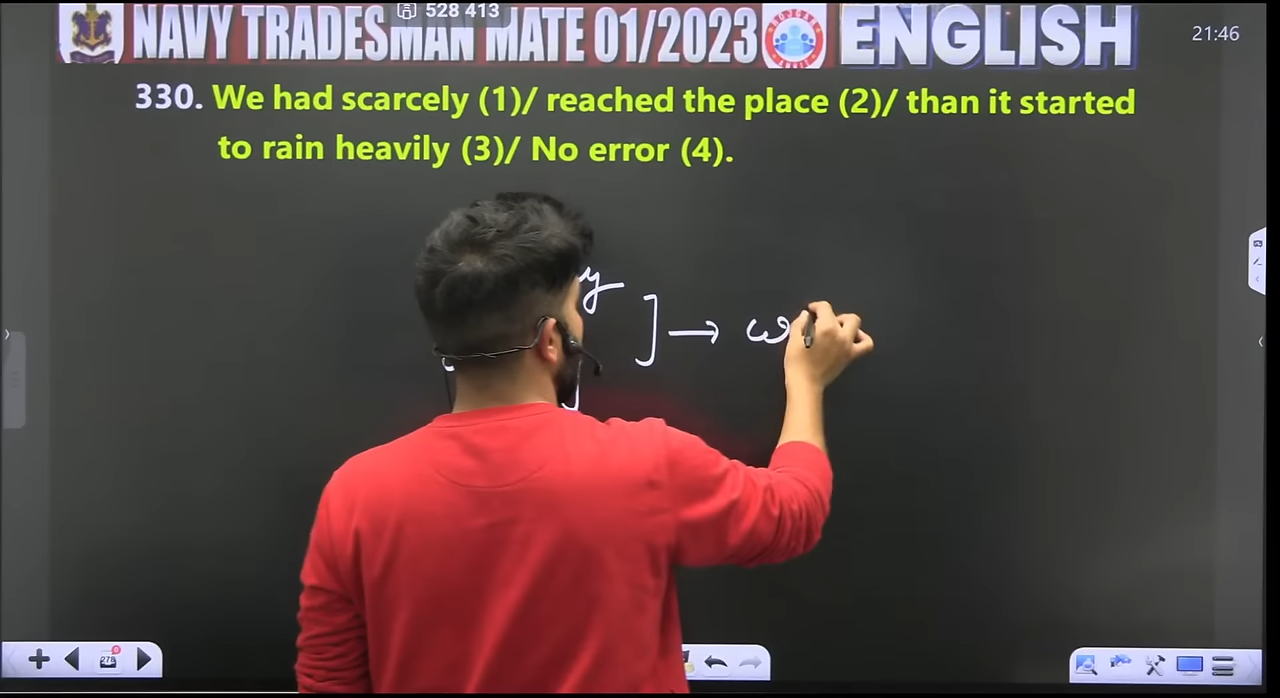 528 413
NAVY TRADESMAN MATE 01/2023 ENGLISH
21:46
330. We had scarcely (1)/ reached the place (2)/ than it started
to rain heavily (3)/ No error (4).
y
] → w
278